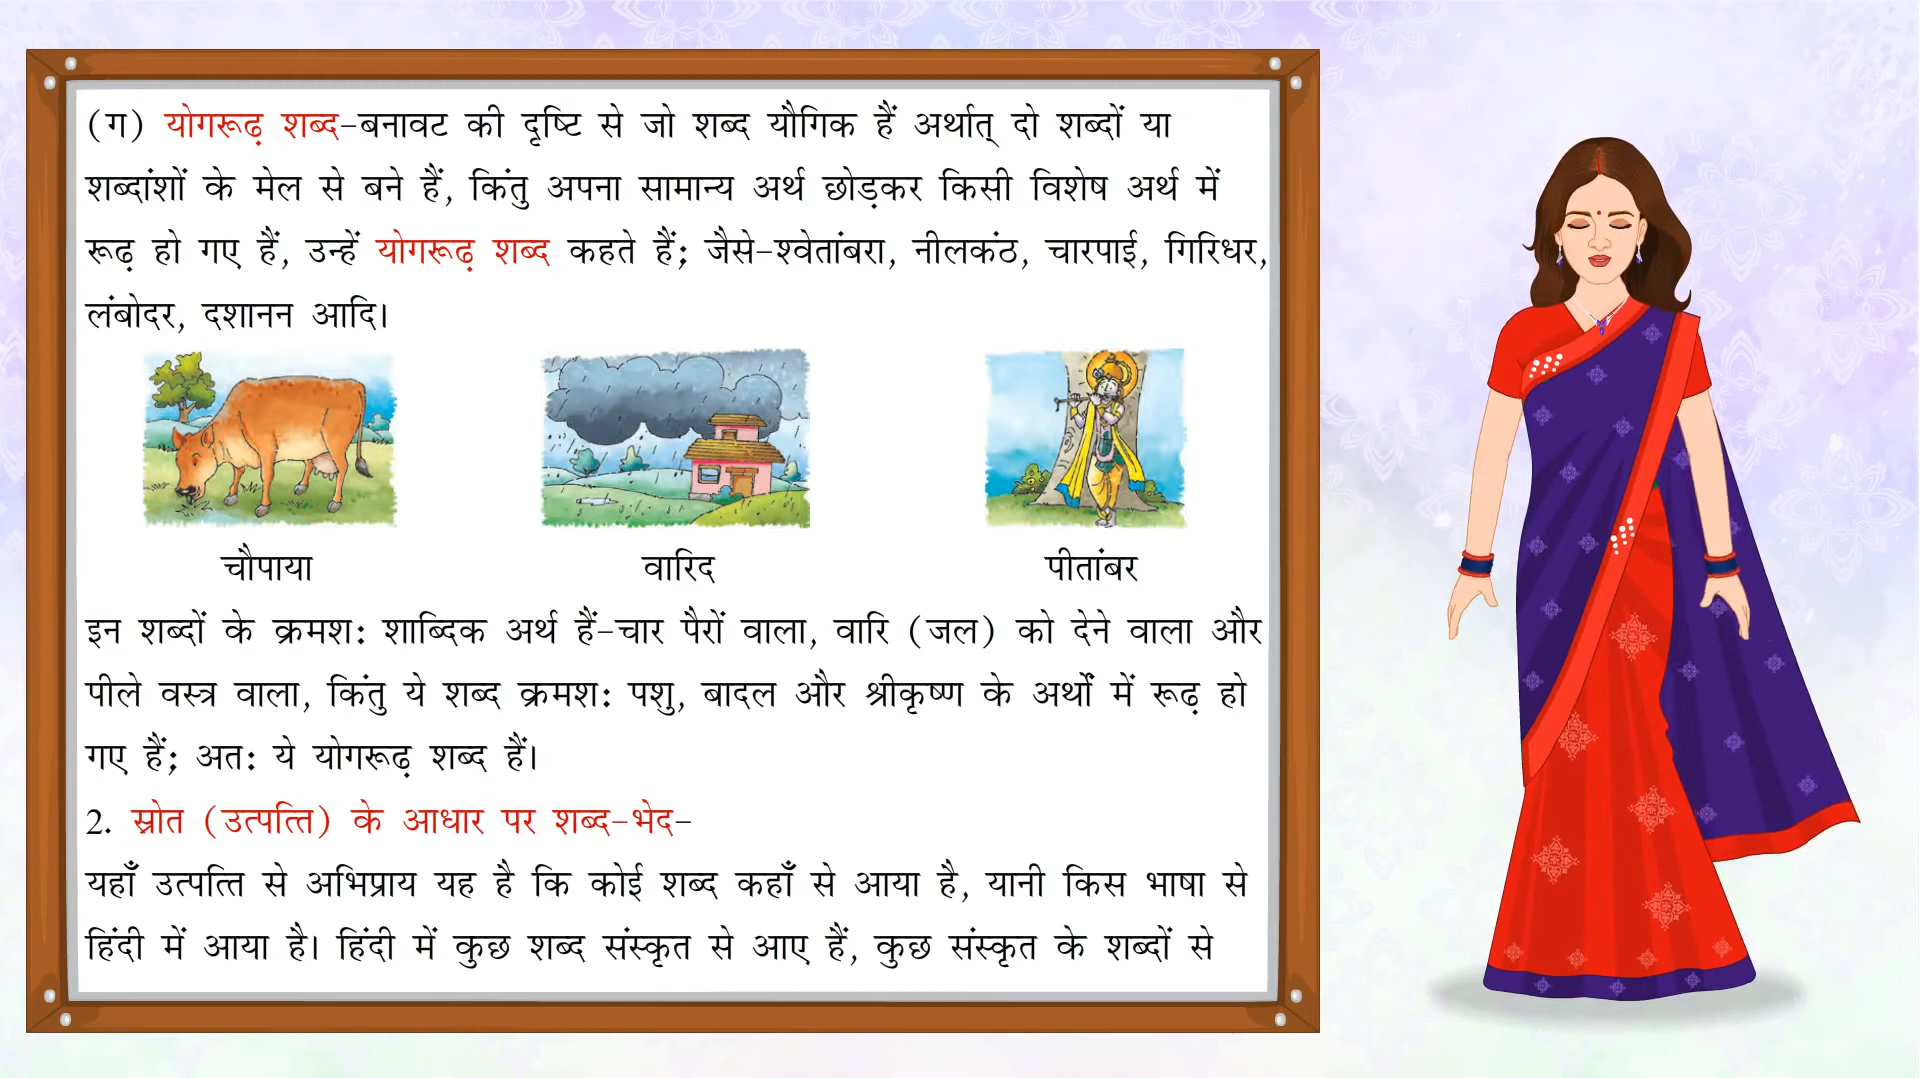 (ग) योगरूढ़ शब्द-बनावट की दृष्टि से जो शब्द यौगिक हैं अर्थात् दो शब्दों या
शब्दांशों के मेल से बने हैं, किंतु अपना सामान्य अर्थ छोड़कर किसी विशेष अर्थ में
रूढ़ हो गए हैं, उन्हें योगरूढ़ शब्द कहते हैं; जैसे-श्वेतांबरा, नीलकंठ, चारपाई, गिरिधर,
लंबोदर, दशानन आदि।
चौपाया वारिद पीतांबर
इन शब्दों के क्रमशः शाब्दिक अर्थ हैं-चार पैरों वाला, वारि (जल) को देने वाला और
पीले वस्त्र वाला, किंतु ये शब्द क्रमशः पशु, बादल और श्रीकृष्ण के अर्थों में रूढ़ हो
गए हैं; अतः ये योगरूढ़ शब्द हैं।
2. स्रोत (उत्पत्ति) के आधार पर शब्द-भेद-
यहाँ उत्पत्ति से अभिप्राय यह है कि कोई शब्द कहाँ से आया है, यानी किस भाषा से
हिंदी में आया है। हिंदी में कुछ शब्द संस्कृत से आए हैं, कुछ संस्कृत के शब्दों से